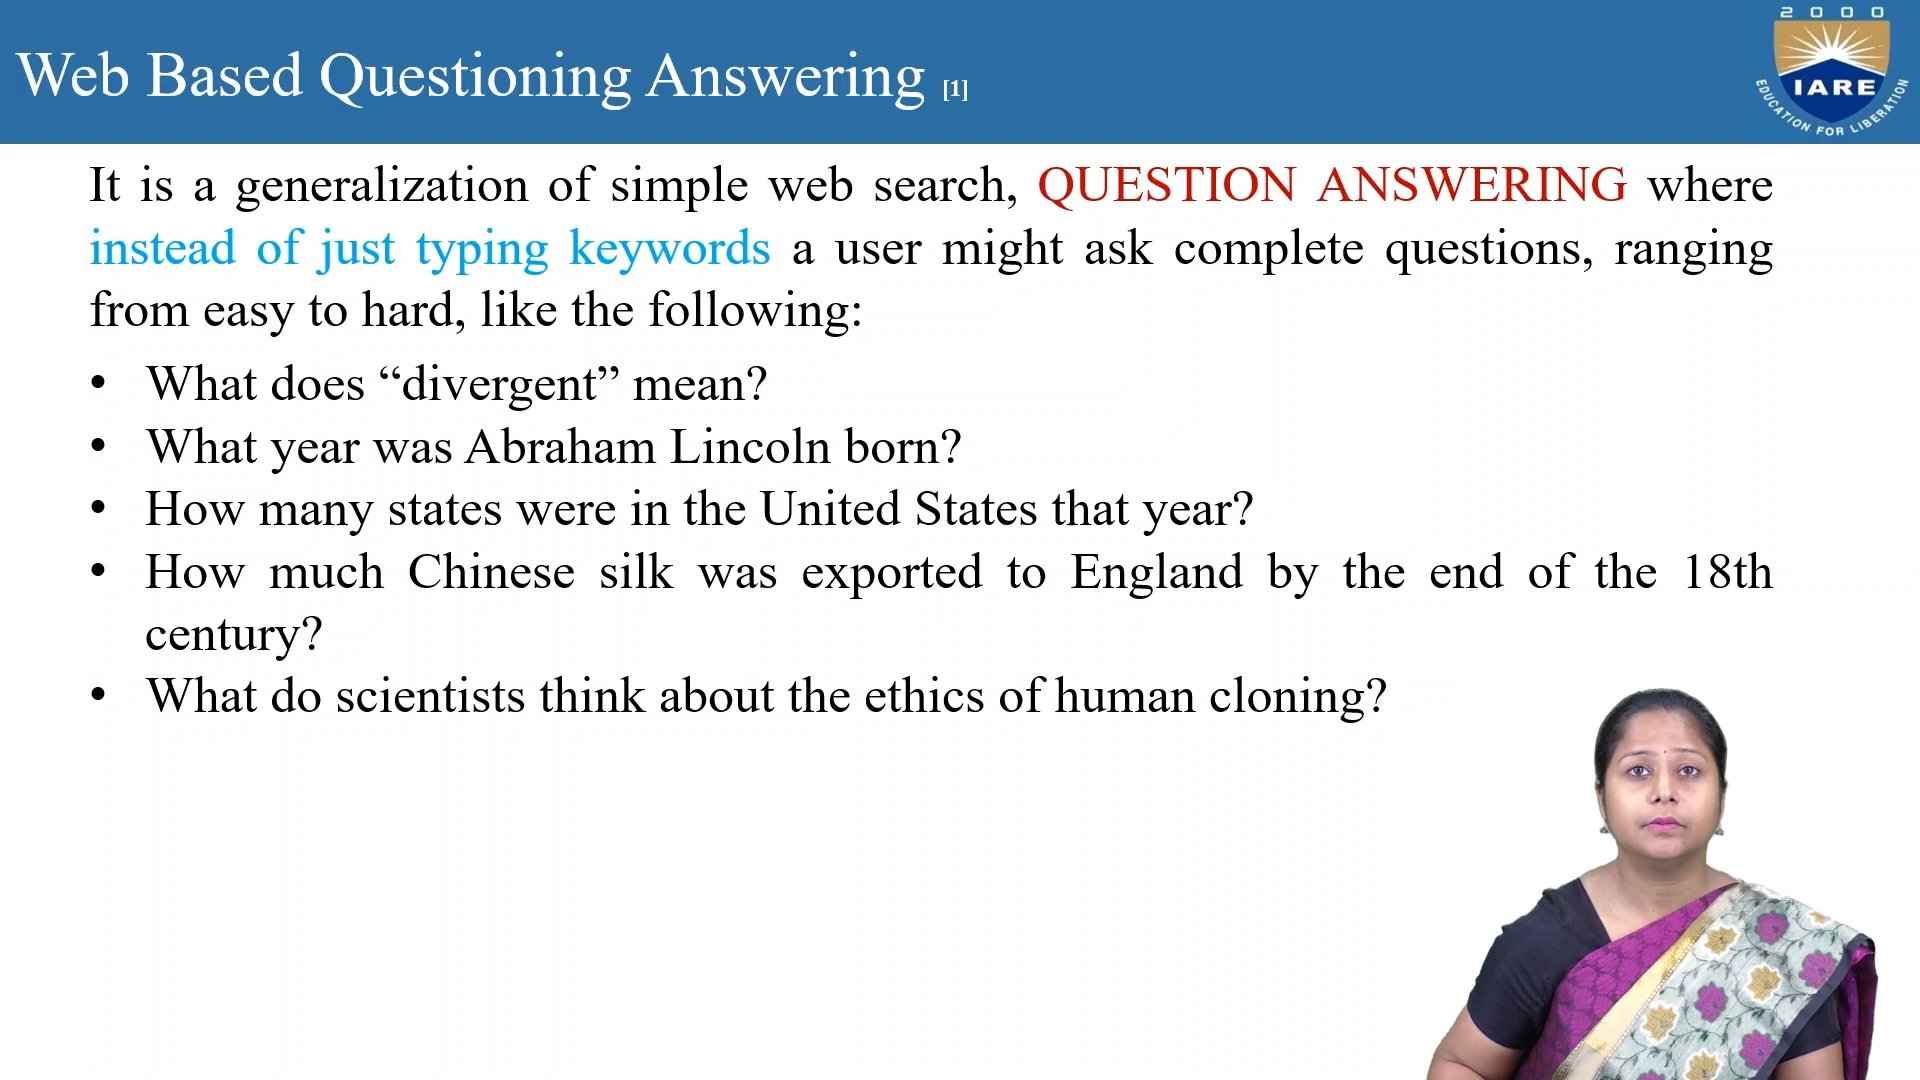 Web Based Questioning Answering [1]
2000
IARE
EDUCATION FOR LIBERATION
It is a generalization of simple web search, QUESTION ANSWERING where
instead of just typing keywords a user might ask complete questions, ranging
from easy to hard, like the following:
• What does “divergent” mean?
• What year was Abraham Lincoln born?
• How many states were in the United States that year?
• How much Chinese silk was exported to England by the end of the 18th
century?
• What do scientists think about the ethics of human cloning?